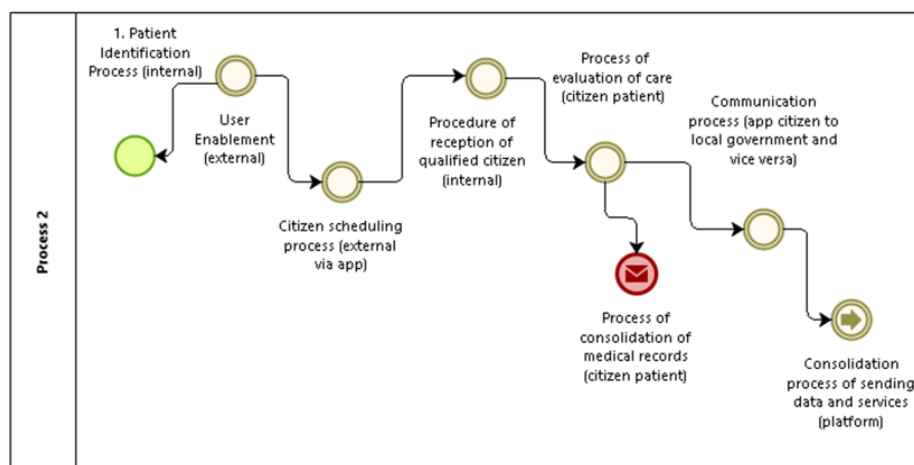 1. Patient
Identification
Process (internal)
User
Enablement
(external)
Citizen scheduling
process (external
via app)
Procedure of
reception of
qualified citizen
(internal)
Process of
evaluation of care
(citizen patient)
Communication
process (app citizen to
local government and
vice versa)
Process of
consolidation of
medical records
(citizen patient)
Consolidation
process of sending
data and services
(platform)
Process 2